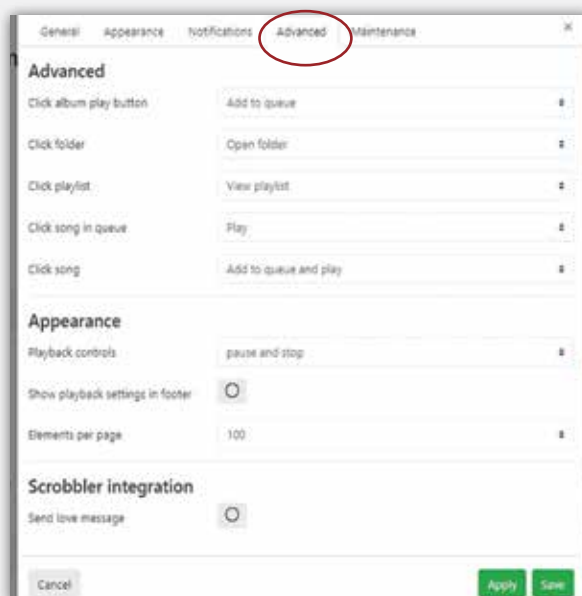 General Appearance Notifications Advanced Maintenance ×
Advanced
Click album play button Add to queue
Click folder Open folder
Click playlist View playlist
Click song in queue Play
Click song Add to queue and play
Appearance
Playback controls pause and stop
Show playback settings in footer
Elements per page 100
Scrobbler integration
Send love message
Cancel Apply Save